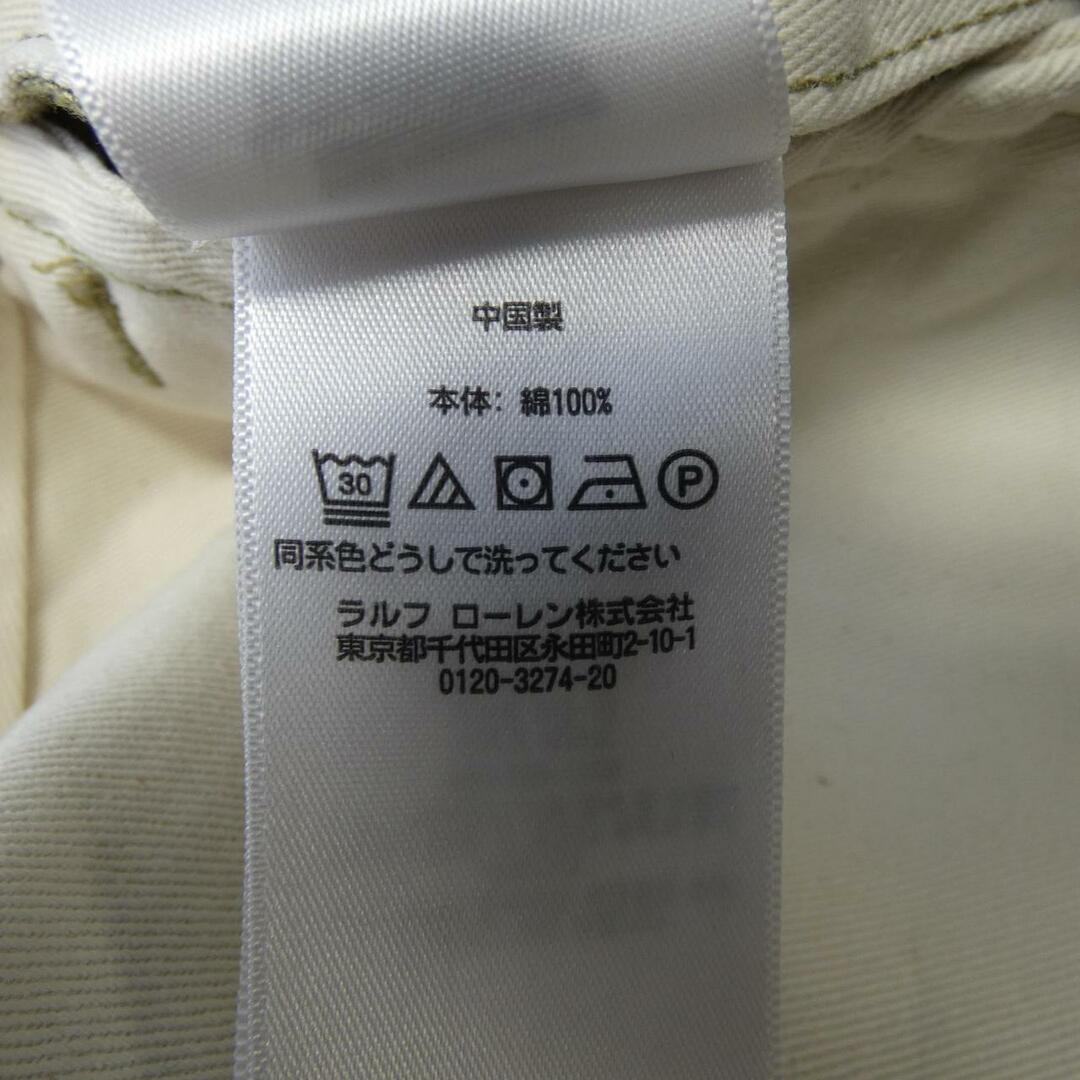 中国製
本体: 綿100%
30 P
同系色どうしで洗ってください
ラルフ ローレン株式会社
東京都千代田区永田町2-10-1
0120-3274-20